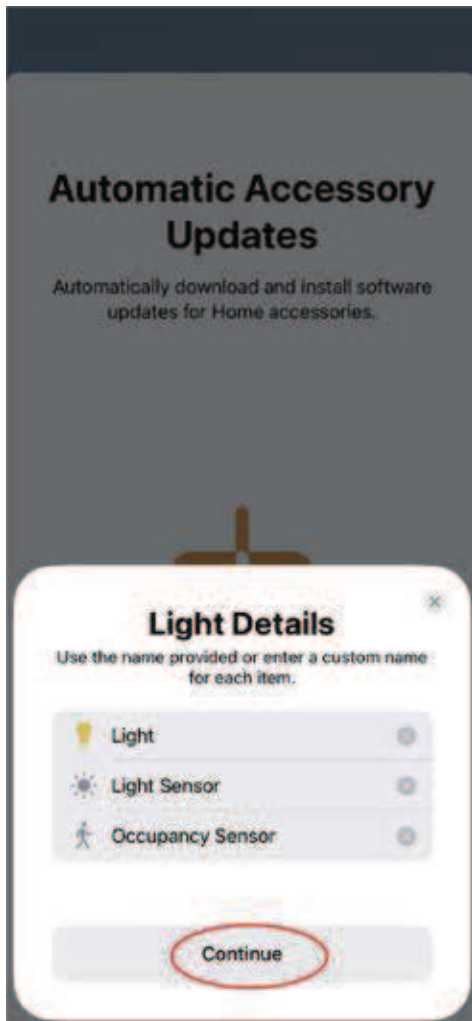 Automatic Accessory
Updates
Automatically download and install software
updates for Home accessories.
Light Details
Use the name provided or enter a custom name
for each item.
Light
Light Sensor
Occupancy Sensor
Continue